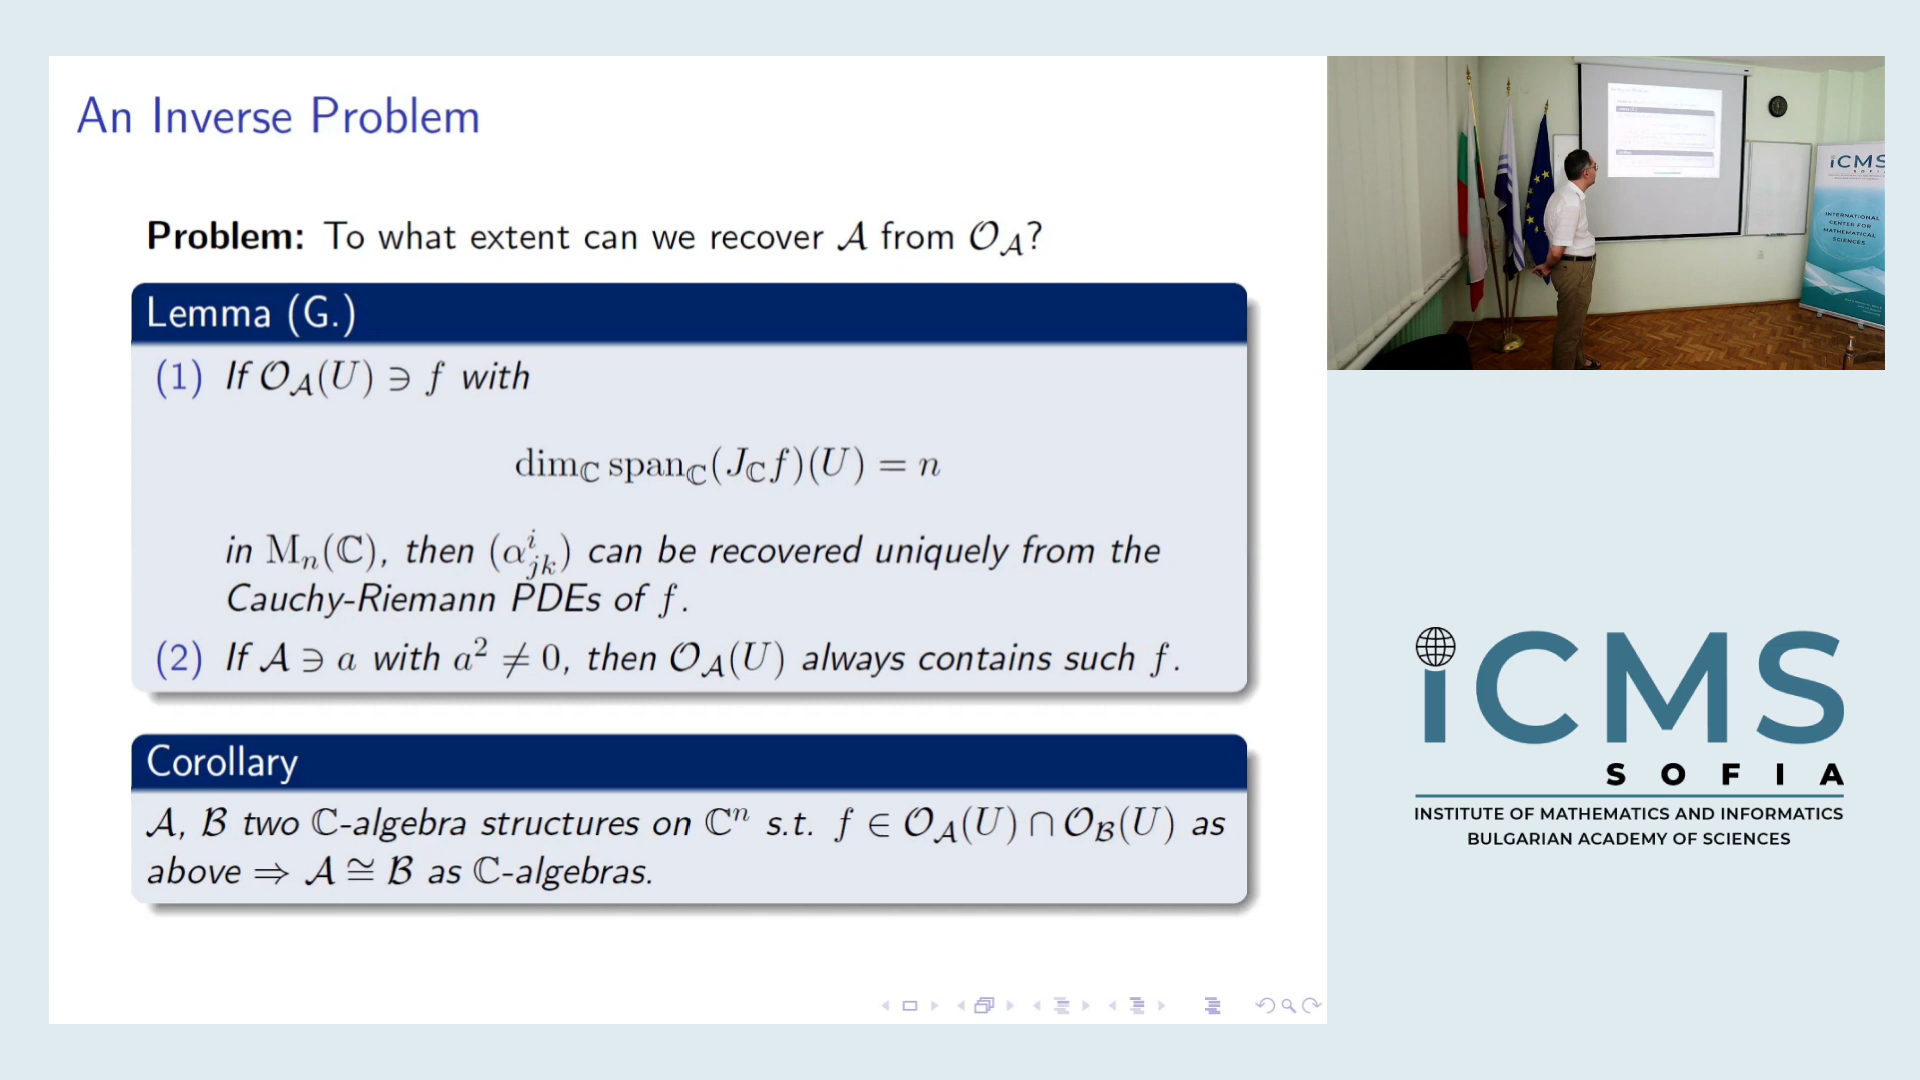 An Inverse Problem
Problem: To what extent can we recover 𝒜 from 𝒪_𝒜?
Lemma (G.)
(1) If 𝒪_𝒜(U) ∋ f with
dim_ℂ span_ℂ(J_ℂ f)(U) = n
in M_n(ℂ), then (α^i_{jk}) can be recovered uniquely from the
Cauchy-Riemann PDEs of f.
(2) If 𝒜 ∋ a with a² ≠ 0, then 𝒪_𝒜(U) always contains such f.
Corollary
𝒜, ℬ two ℂ-algebra structures on ℂⁿ s.t. f ∈ 𝒪_𝒜(U) ∩ 𝒪_ℬ(U) as
above ⇒ 𝒜 ≅ ℬ as ℂ-algebras.
iCMS
SOFIA
INTERNATIONAL
CENTER FOR
MATHEMATICAL
SCIENCES
iCMS
SOFIA
INSTITUTE OF MATHEMATICS AND INFORMATICS
BULGARIAN ACADEMY OF SCIENCES